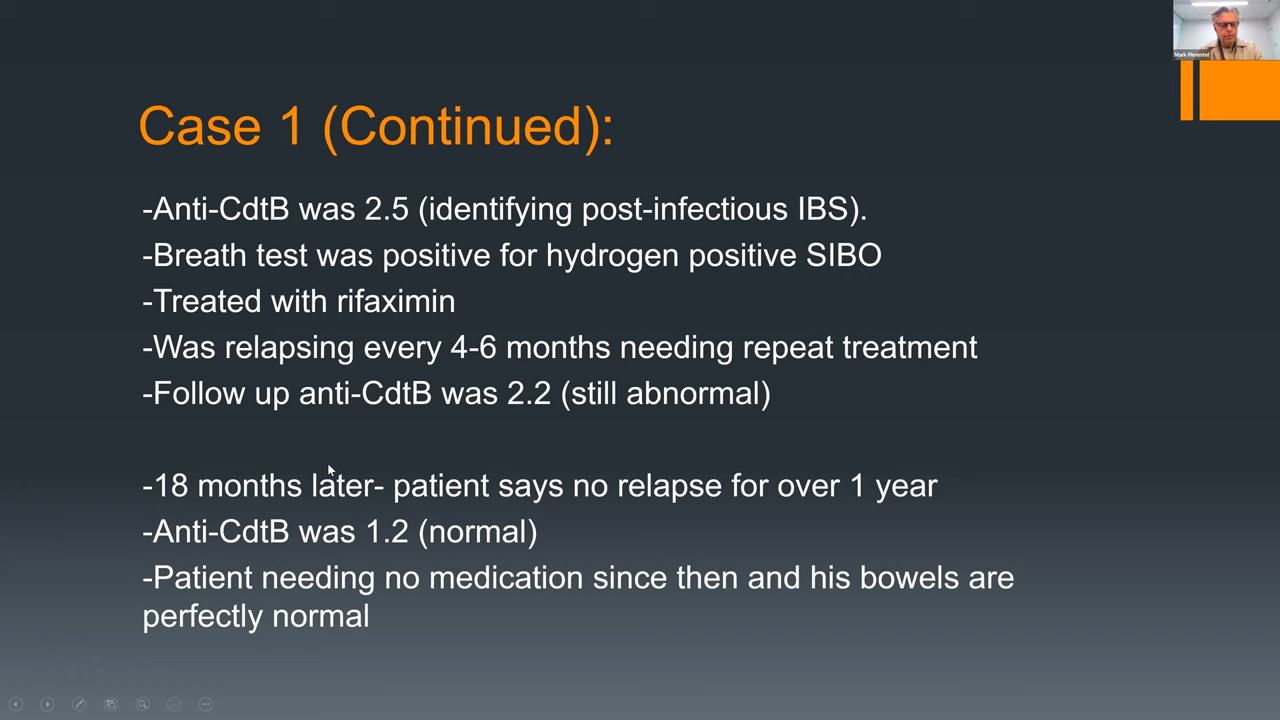 Mark Pimentel
Case 1 (Continued):
-Anti-CdtB was 2.5 (identifying post-infectious IBS).
-Breath test was positive for hydrogen positive SIBO
-Treated with rifaximin
-Was relapsing every 4-6 months needing repeat treatment
-Follow up anti-CdtB was 2.2 (still abnormal)
-18 months later- patient says no relapse for over 1 year
-Anti-CdtB was 1.2 (normal)
-Patient needing no medication since then and his bowels are
perfectly normal